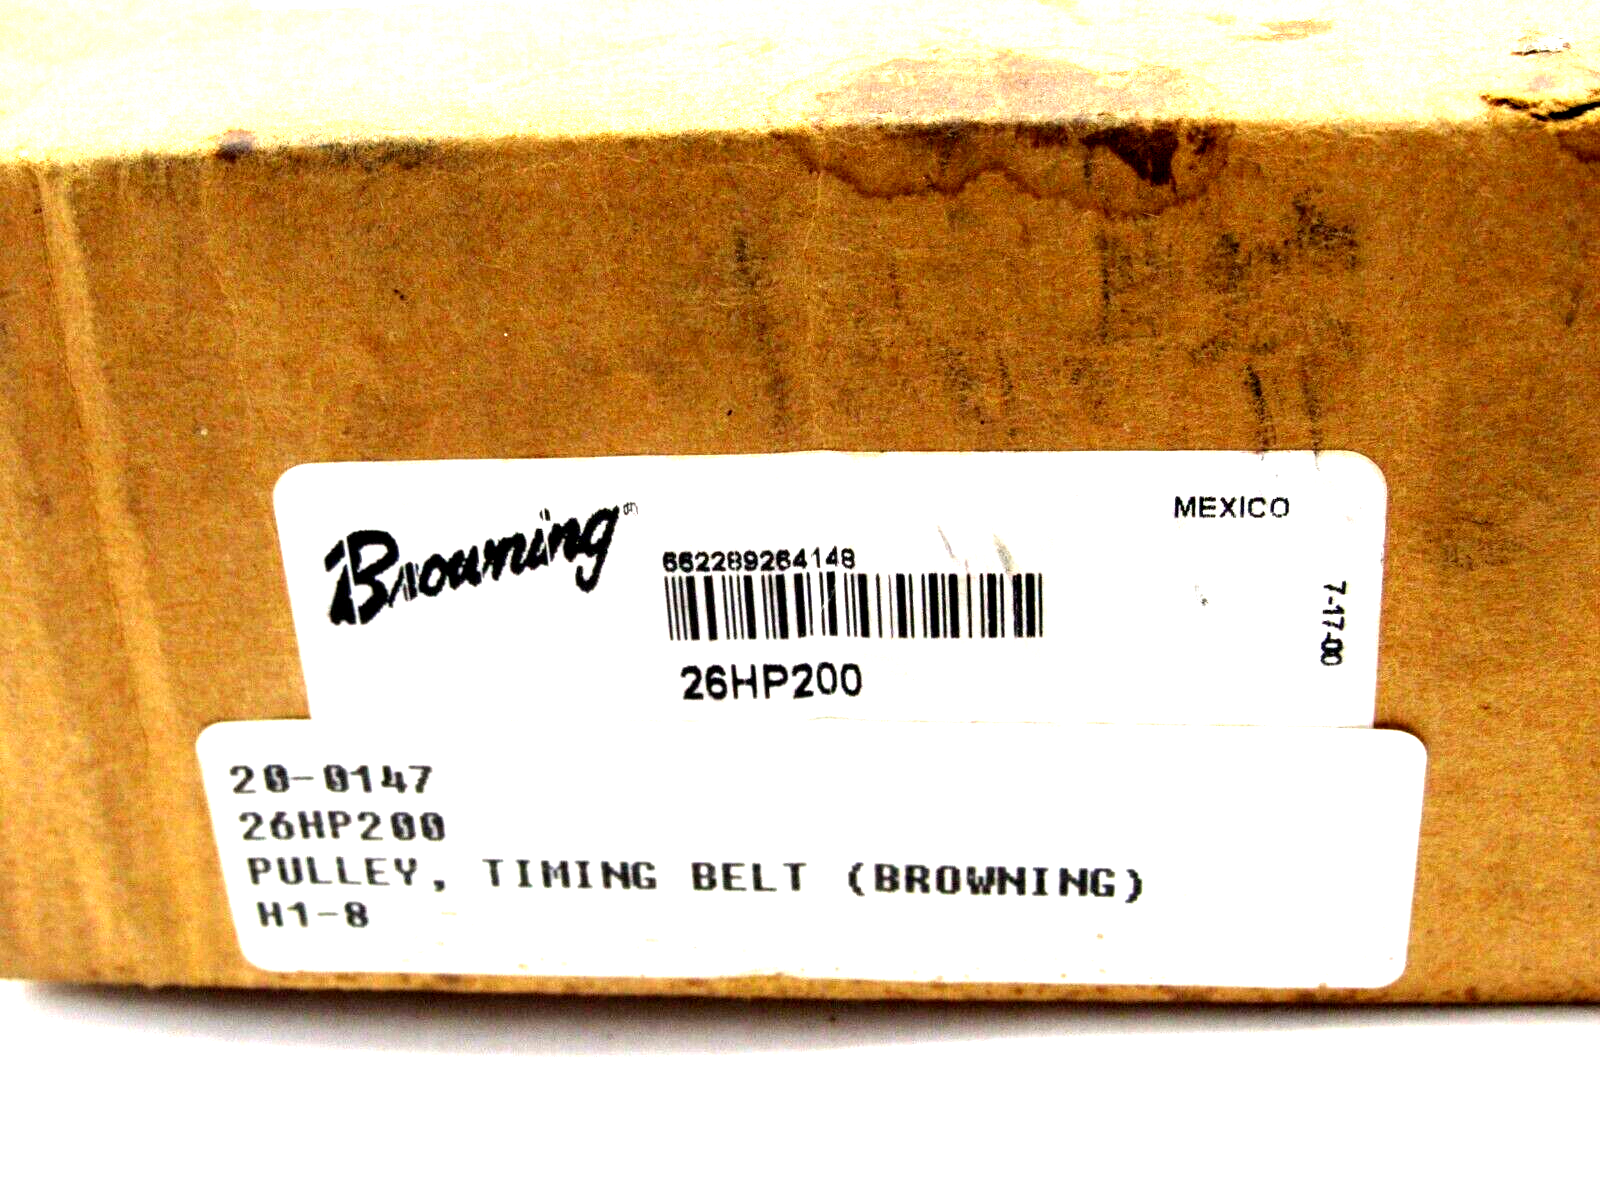 Browning
662289264148
MEXICO
7-17-00
26HP200
20-0147
26HP200
PULLEY, TIMING BELT (BROWNING)
H1-8